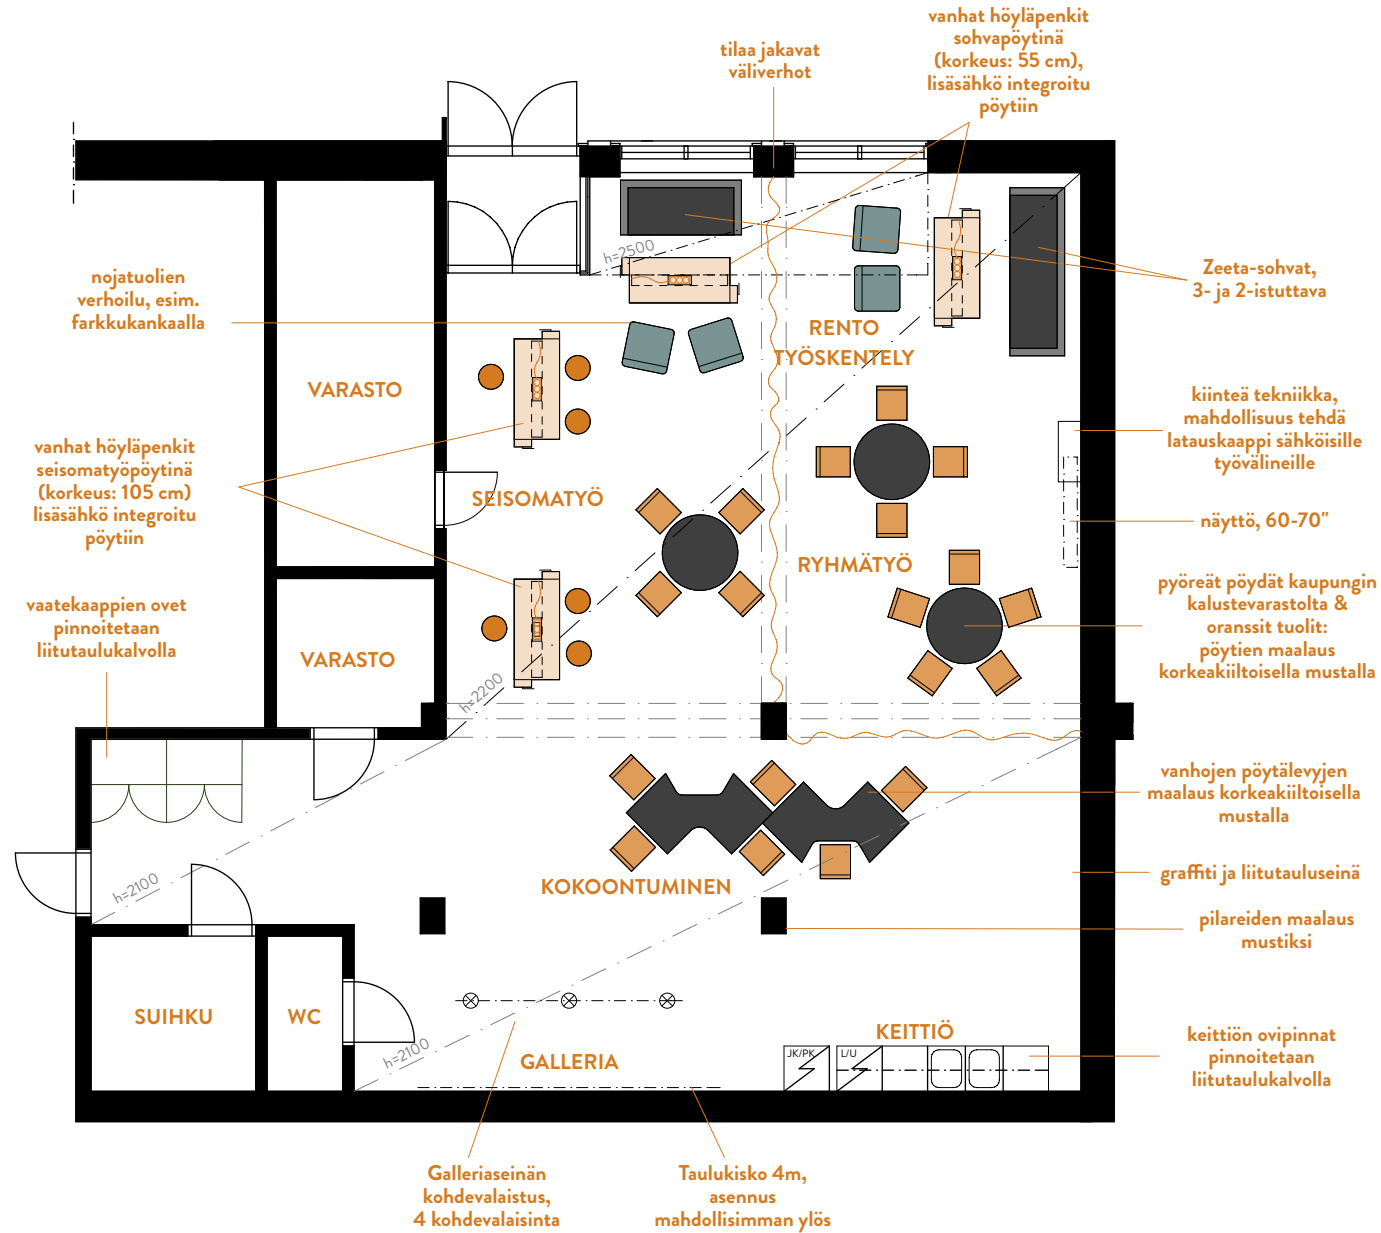 vanhat höyläpenkit
sohvapöytinä
(korkeus: 55 cm),
lisäsähkö integroitu
pöytiin
tilaa jakavat
väliverhot
h=2500
nojatuolien
verhoilu, esim.
farkkukankaalla
Zeeta-sohvat,
3- ja 2-istuttava
RENTO
TYÖSKENTELY
VARASTO
kiinteä tekniikka,
mahdollisuus tehdä
latauskaappi sähköisille
työvälineille
vanhat höyläpenkit
seisomatyöpöytinä
(korkeus: 105 cm)
lisäsähkö integroitu
pöytiin
SEISOMATYÖ
näyttö, 60-70"
RYHMÄTYÖ
pyöreät pöydät kaupungin
kalustevarastolta &
oranssit tuolit:
pöytien maalaus
korkeakiiltoisella mustalla
vaatekaappien ovet
pinnoitetaan
liitutaulukalvolla
VARASTO
h=2200
vanhojen pöytälevyjen
maalaus korkeakiiltoisella
mustalla
h=2100
KOKOONTUMINEN
graffiti ja liitutauluseinä
pilareiden maalaus
mustiksi
SUIHKU
WC
h=2100
GALLERIA
KEITTIÖ
JK/PK
L/U
keittiön ovipinnat
pinnoitetaan
liitutaulukalvolla
Galleriaseinän
kohdevalaistus,
4 kohdevalaisinta
Taulukisko 4m,
asennus
mahdollisimman ylös